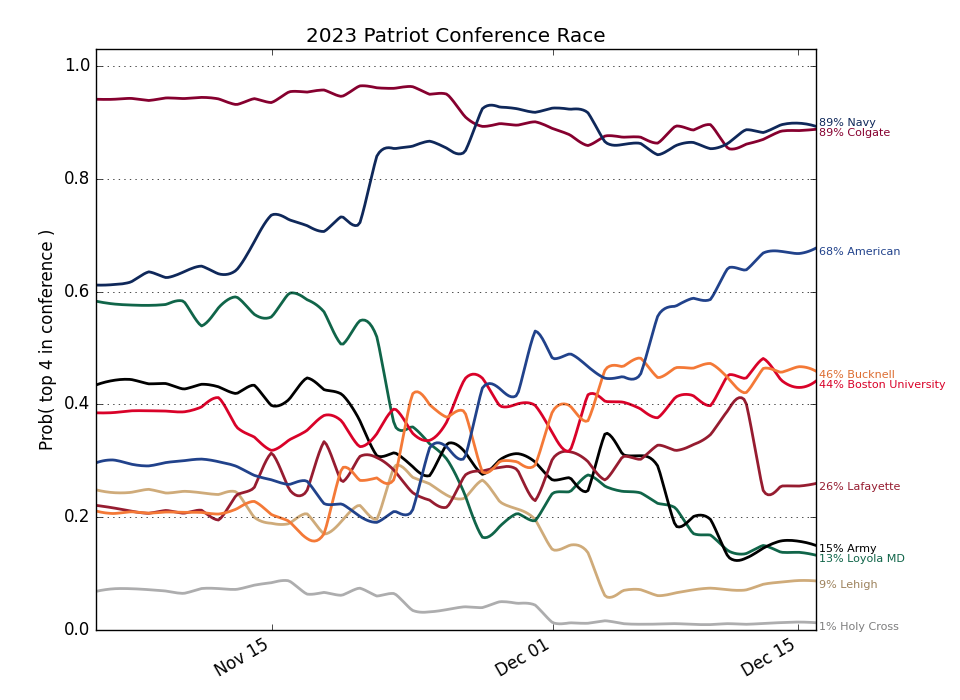 2023 Patriot Conference Race
Prob( top 4 in conference )
1.0
0.8
0.6
0.4
0.2
0.0
Nov 15
Dec 01
Dec 15
89% Navy
89% Colgate
68% American
46% Bucknell
44% Boston University
26% Lafayette
15% Army
13% Loyola MD
9% Lehigh
1% Holy Cross